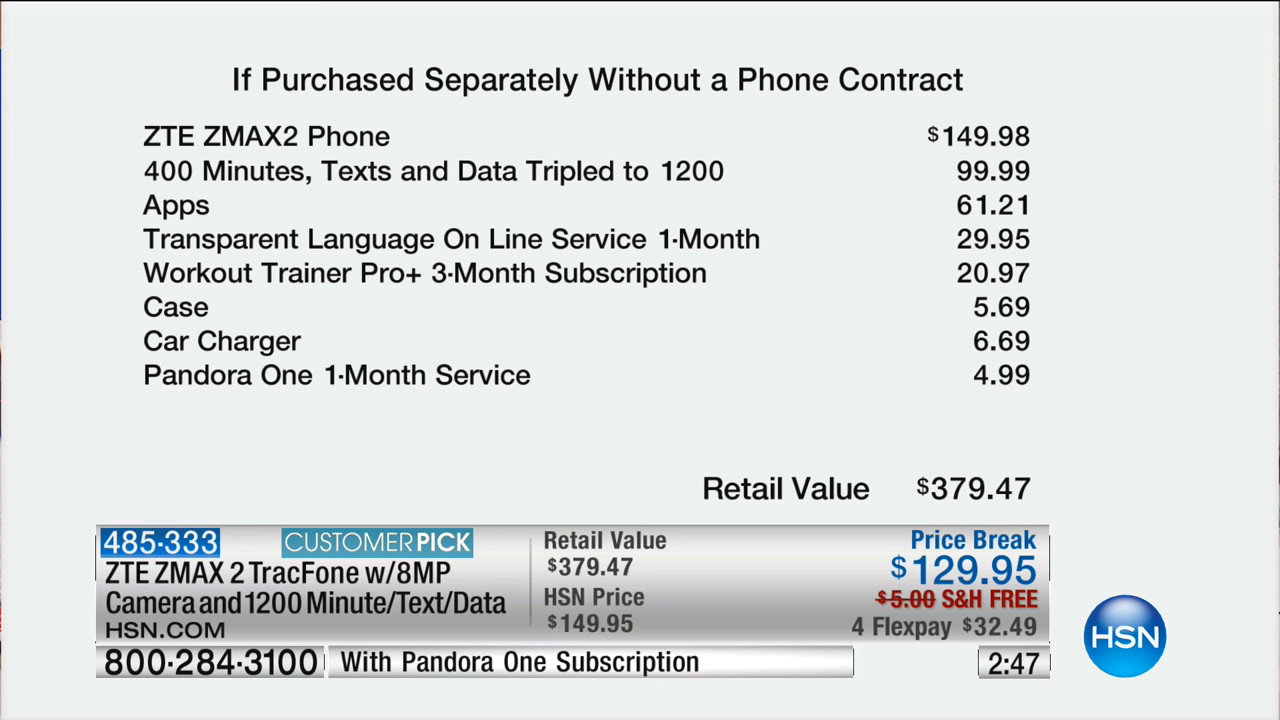 If Purchased Separately Without a Phone Contract
ZTE ZMAX2 Phone $149.98
400 Minutes, Texts and Data Tripled to 1200 99.99
Apps 61.21
Transparent Language On Line Service 1-Month 29.95
Workout Trainer Pro+ 3-Month Subscription 20.97
Case 5.69
Car Charger 6.69
Pandora One 1-Month Service 4.99
Retail Value $379.47
485-333 CUSTOMER PICK
ZTE ZMAX 2 TracFone w/8MP
Camera and 1200 Minute/Text/Data
HSN.COM
Retail Value
$379.47
HSN Price
$149.95
Price Break
$129.95
$5.00 S&H FREE
4 Flexpay $32.49
HSN
800-284-3100 With Pandora One Subscription 2:47